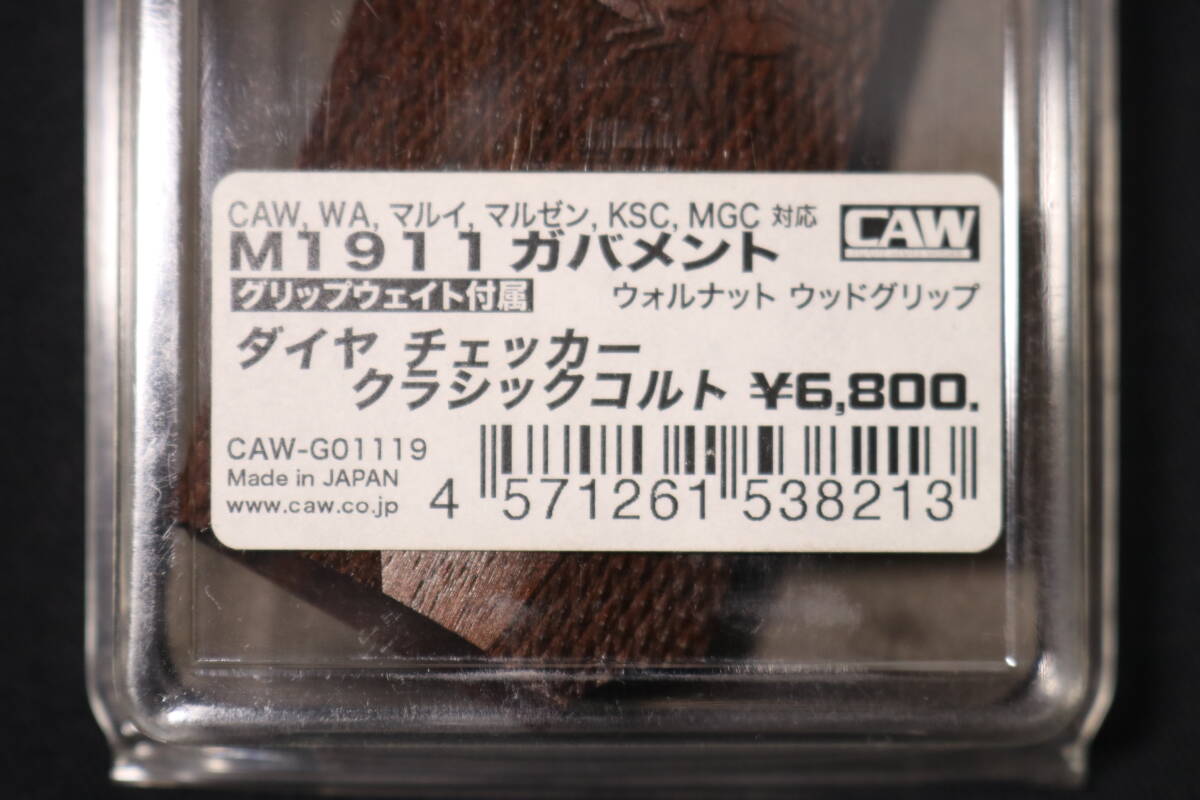 CAW, WA, マルイ, マルゼン, KSC, MGC 対応
CAW
M1911ガバメント
グリップウェイト付属 ウォルナット ウッドグリップ
ダイヤ チェッカー
クラシックコルト ¥6,800.
CAW-G01119
Made in JAPAN
www.caw.co.jp
4 571261 538213